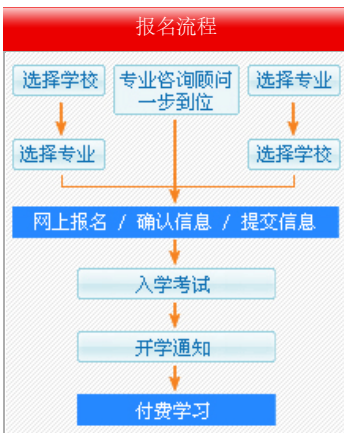 报名流程
选择学校
专业咨询顾问
一步到位
选择专业
选择专业
选择学校
网上报名 / 确认信息 / 提交信息
入学考试
开学通知
付费学习